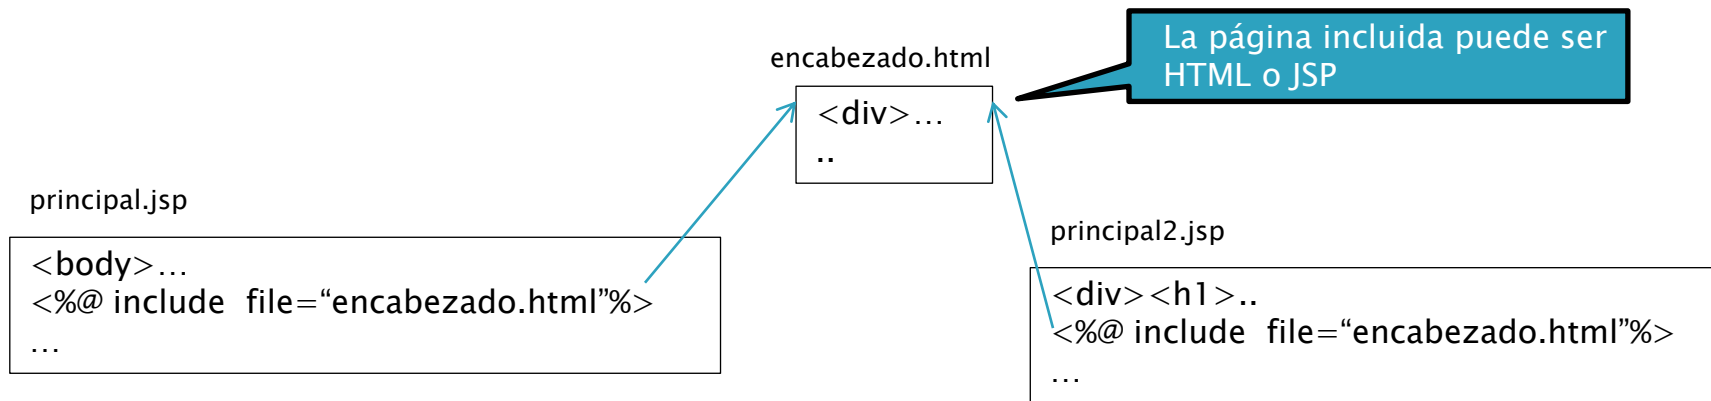 La página incluida puede ser
HTML o JSP
encabezado.html
<div>…
..
principal.jsp
<body>…
<%@ include  file=“encabezado.html”%>
…
principal2.jsp
<div><h1>..
<%@ include  file=“encabezado.html”%>
…